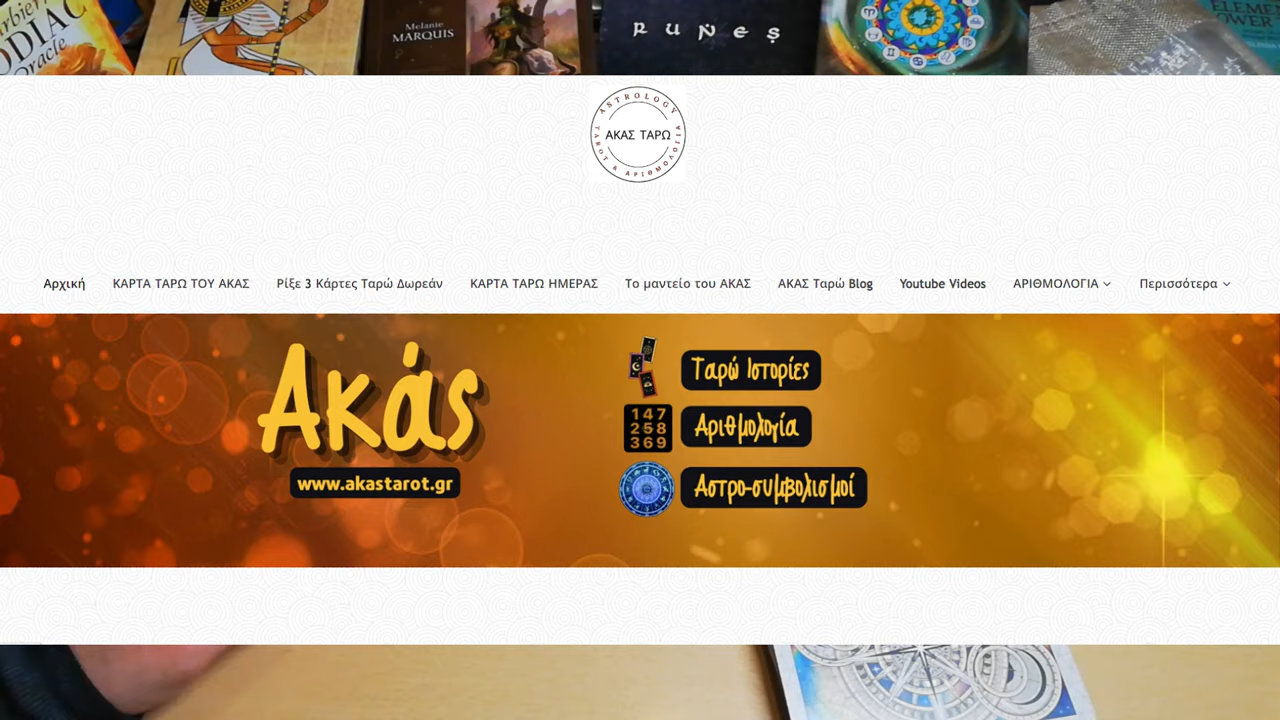 ZODIAC
Oracle
Melanie
MARQUIS
RUNES
ASTROLOGY
ΑΚΑΣ ΤΑΡΩ
TAROT & ΑΡΙΘΜΟΛΟΓΙΑ
Αρχική ΚΑΡΤΑ ΤΑΡΩ ΤΟΥ ΑΚΑΣ Ρίξε 3 Κάρτες Ταρώ Δωρεάν ΚΑΡΤΑ ΤΑΡΩ ΗΜΕΡΑΣ Το μαντείο του ΑΚΑΣ ΑΚΑΣ Ταρώ Blog Youtube Videos ΑΡΙΘΜΟΛΟΓΙΑ Περισσότερα
Ακάς
www.akastarot.gr
Ταρώ Ιστορίες
147
258
369
Αριθμολογία
Αστρο-συμβολισμοί